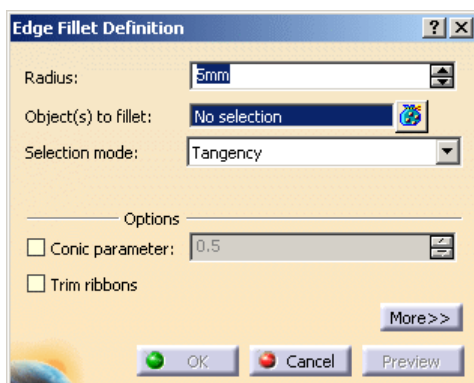 Edge Fillet Definition ? X
Radius: 5mm
Object(s) to fillet: No selection
Selection mode: Tangency
Options
Conic parameter: 0.5
Trim ribbons
More>>
OK Cancel Preview